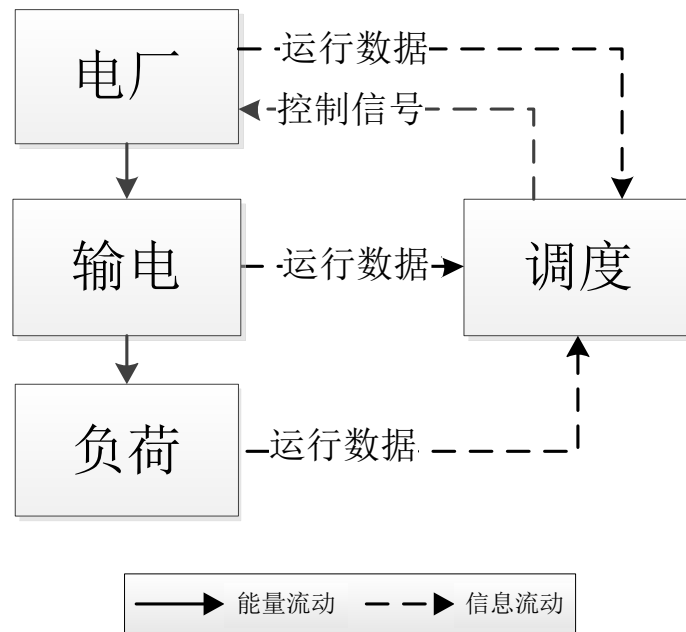 电厂
运行数据
控制信号
输电
运行数据
调度
负荷
运行数据
能量流动
信息流动